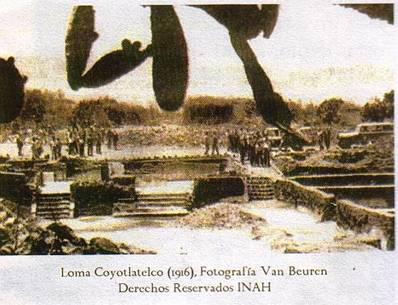 Loma Coyotlatelco (1916), Fotografía Van Beuren
Derechos Reservados INAH